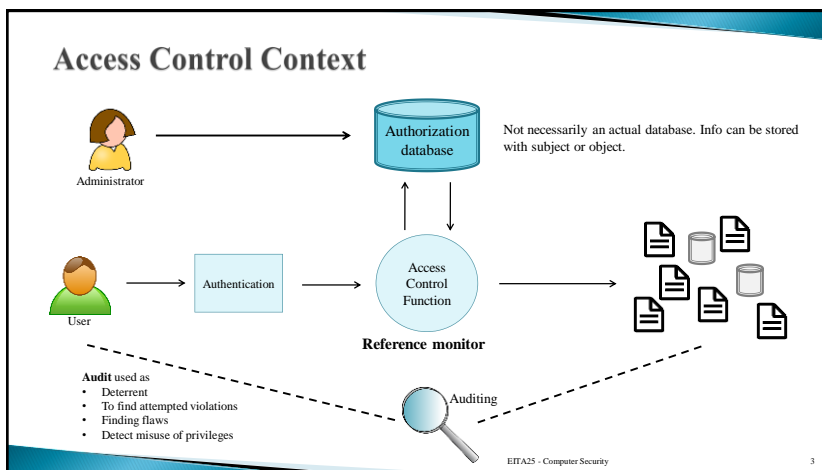 Access Control Context
Authorization
database
Not necessarily an actual database. Info can be stored
with subject or object.
Administrator
Authentication
Access
Control
Function
User
Reference monitor
Audit used as
• Deterrent
• To find attempted violations
• Finding flaws
• Detect misuse of privileges
Auditing
EITA25 - Computer Security
3